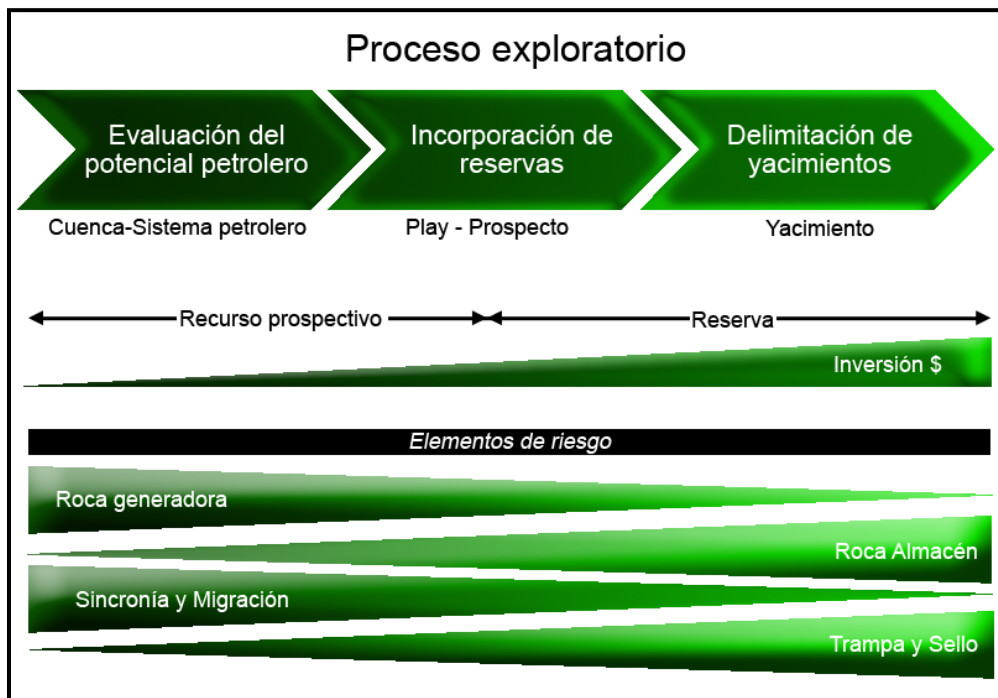 Proceso exploratorio
Evaluación del
potencial petrolero
Incorporación de
reservas
Delimitación de
yacimientos
Cuenca-Sistema petrolero
Play - Prospecto
Yacimiento
Recurso prospectivo
Reserva
Inversión $
Elementos de riesgo
Roca generadora
Roca Almacén
Sincronía y Migración
Trampa y Sello